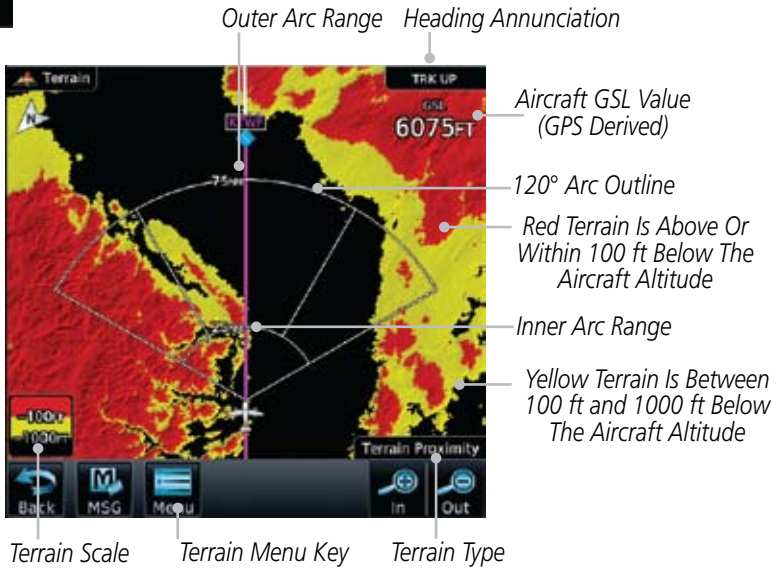 Outer Arc Range
Heading Annunciation
Terrain
TRK UP
N
GSL
6075FT
Aircraft GSL Value
(GPS Derived)
120° Arc Outline
Red Terrain Is Above Or
Within 100 ft Below The
Aircraft Altitude
Inner Arc Range
Yellow Terrain Is Between
100 ft and 1000 ft Below
The Aircraft Altitude
-100FT
-1000FT
Terrain Proximity
Back
MSG
Menu
In
Out
Terrain Scale
Terrain Menu Key
Terrain Type